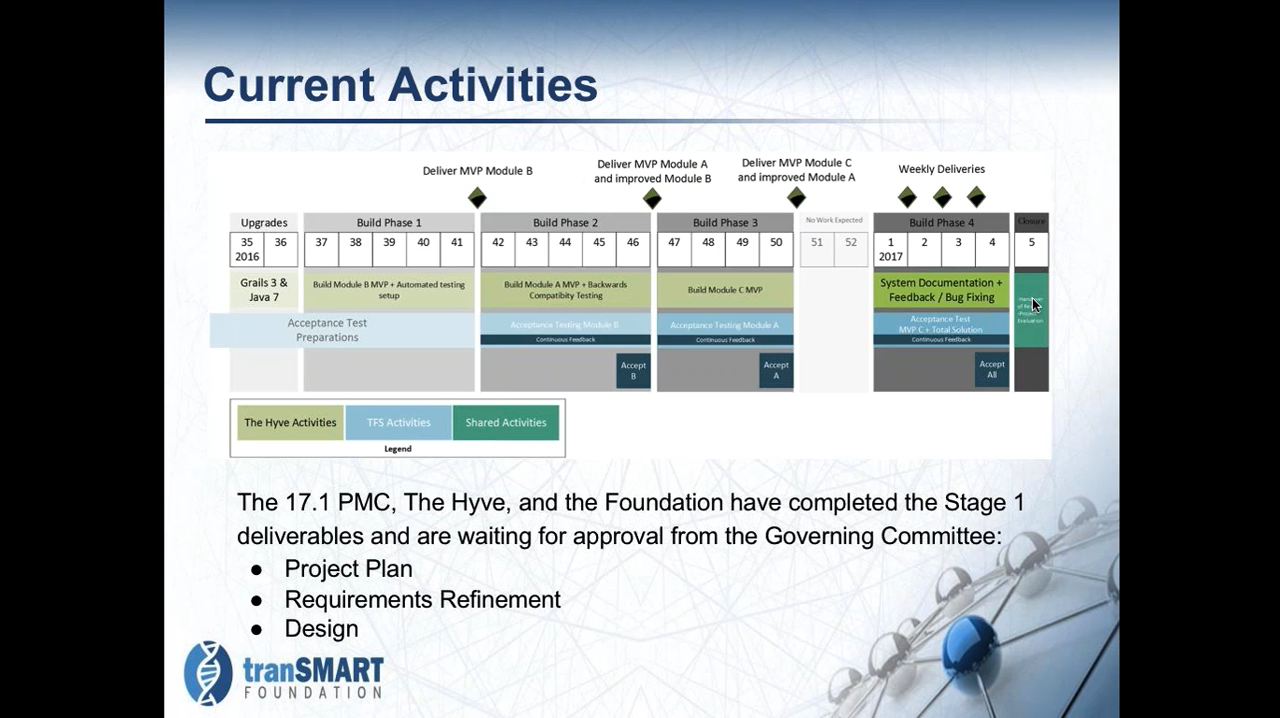 Current Activities
Deliver MVP Module B
Deliver MVP Module A
and improved Module B
Deliver MVP Module C
and improved Module A
Weekly Deliveries
Upgrades
Build Phase 1
Build Phase 2
Build Phase 3
No Work Expected
Build Phase 4
Closure
35
2016
36
37
38
39
40
41
42
43
44
45
46
47
48
49
50
51
52
1
2017
2
3
4
5
Grails 3 &
Java 7
Build Module B MVP + Automated testing
setup
Build Module A MVP + Backwards
Compatibity Testing
Build Module C MVP
System Documentation +
Feedback / Bug Fixing
Evaluation
Acceptance Test
Preparations
Acceptance Testing Module B
Continuous Feedback
Acceptance Testing Module A
Continuous Feedback
Acceptance Test
MVP C + Total Solution
Continuous Feedback
Accept
B
Accept
A
Accept
All
The Hyve Activities
TFS Activities
Shared Activities
Legend
The 17.1 PMC, The Hyve, and the Foundation have completed the Stage 1
deliverables and are waiting for approval from the Governing Committee:
● Project Plan
● Requirements Refinement
● Design
tranSMART
FOUNDATION